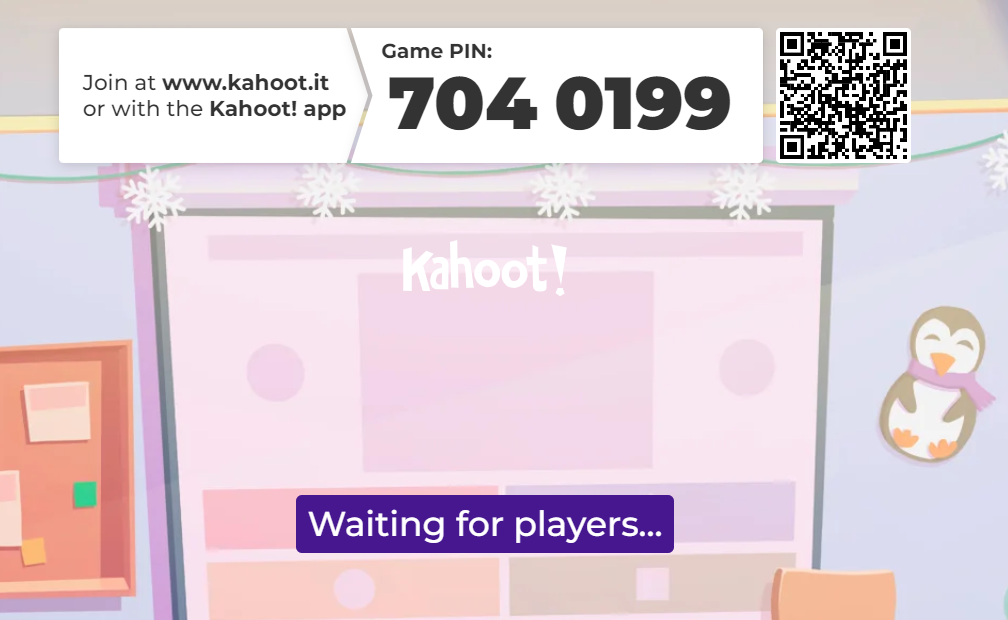 Join at www.kahoot.it
or with the Kahoot! app
Game PIN:
704 0199
Kahoot!
Waiting for players...